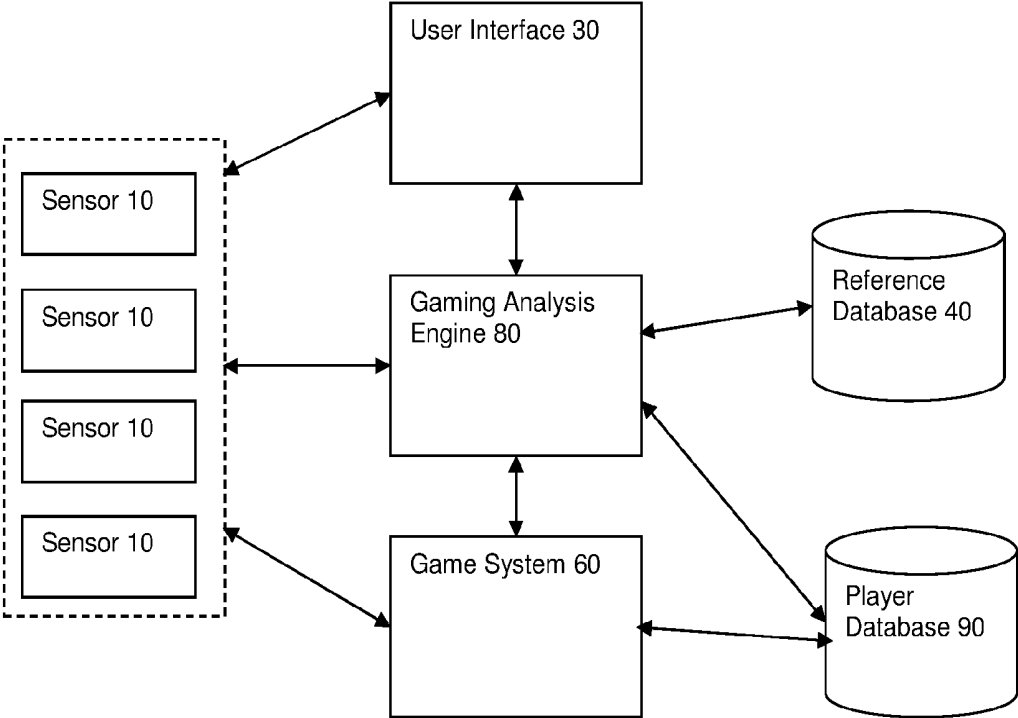 User Interface 30
Sensor 10
Sensor 10
Sensor 10
Sensor 10
Gaming Analysis
Engine 80
Game System 60
Reference
Database 40
Player
Database 90